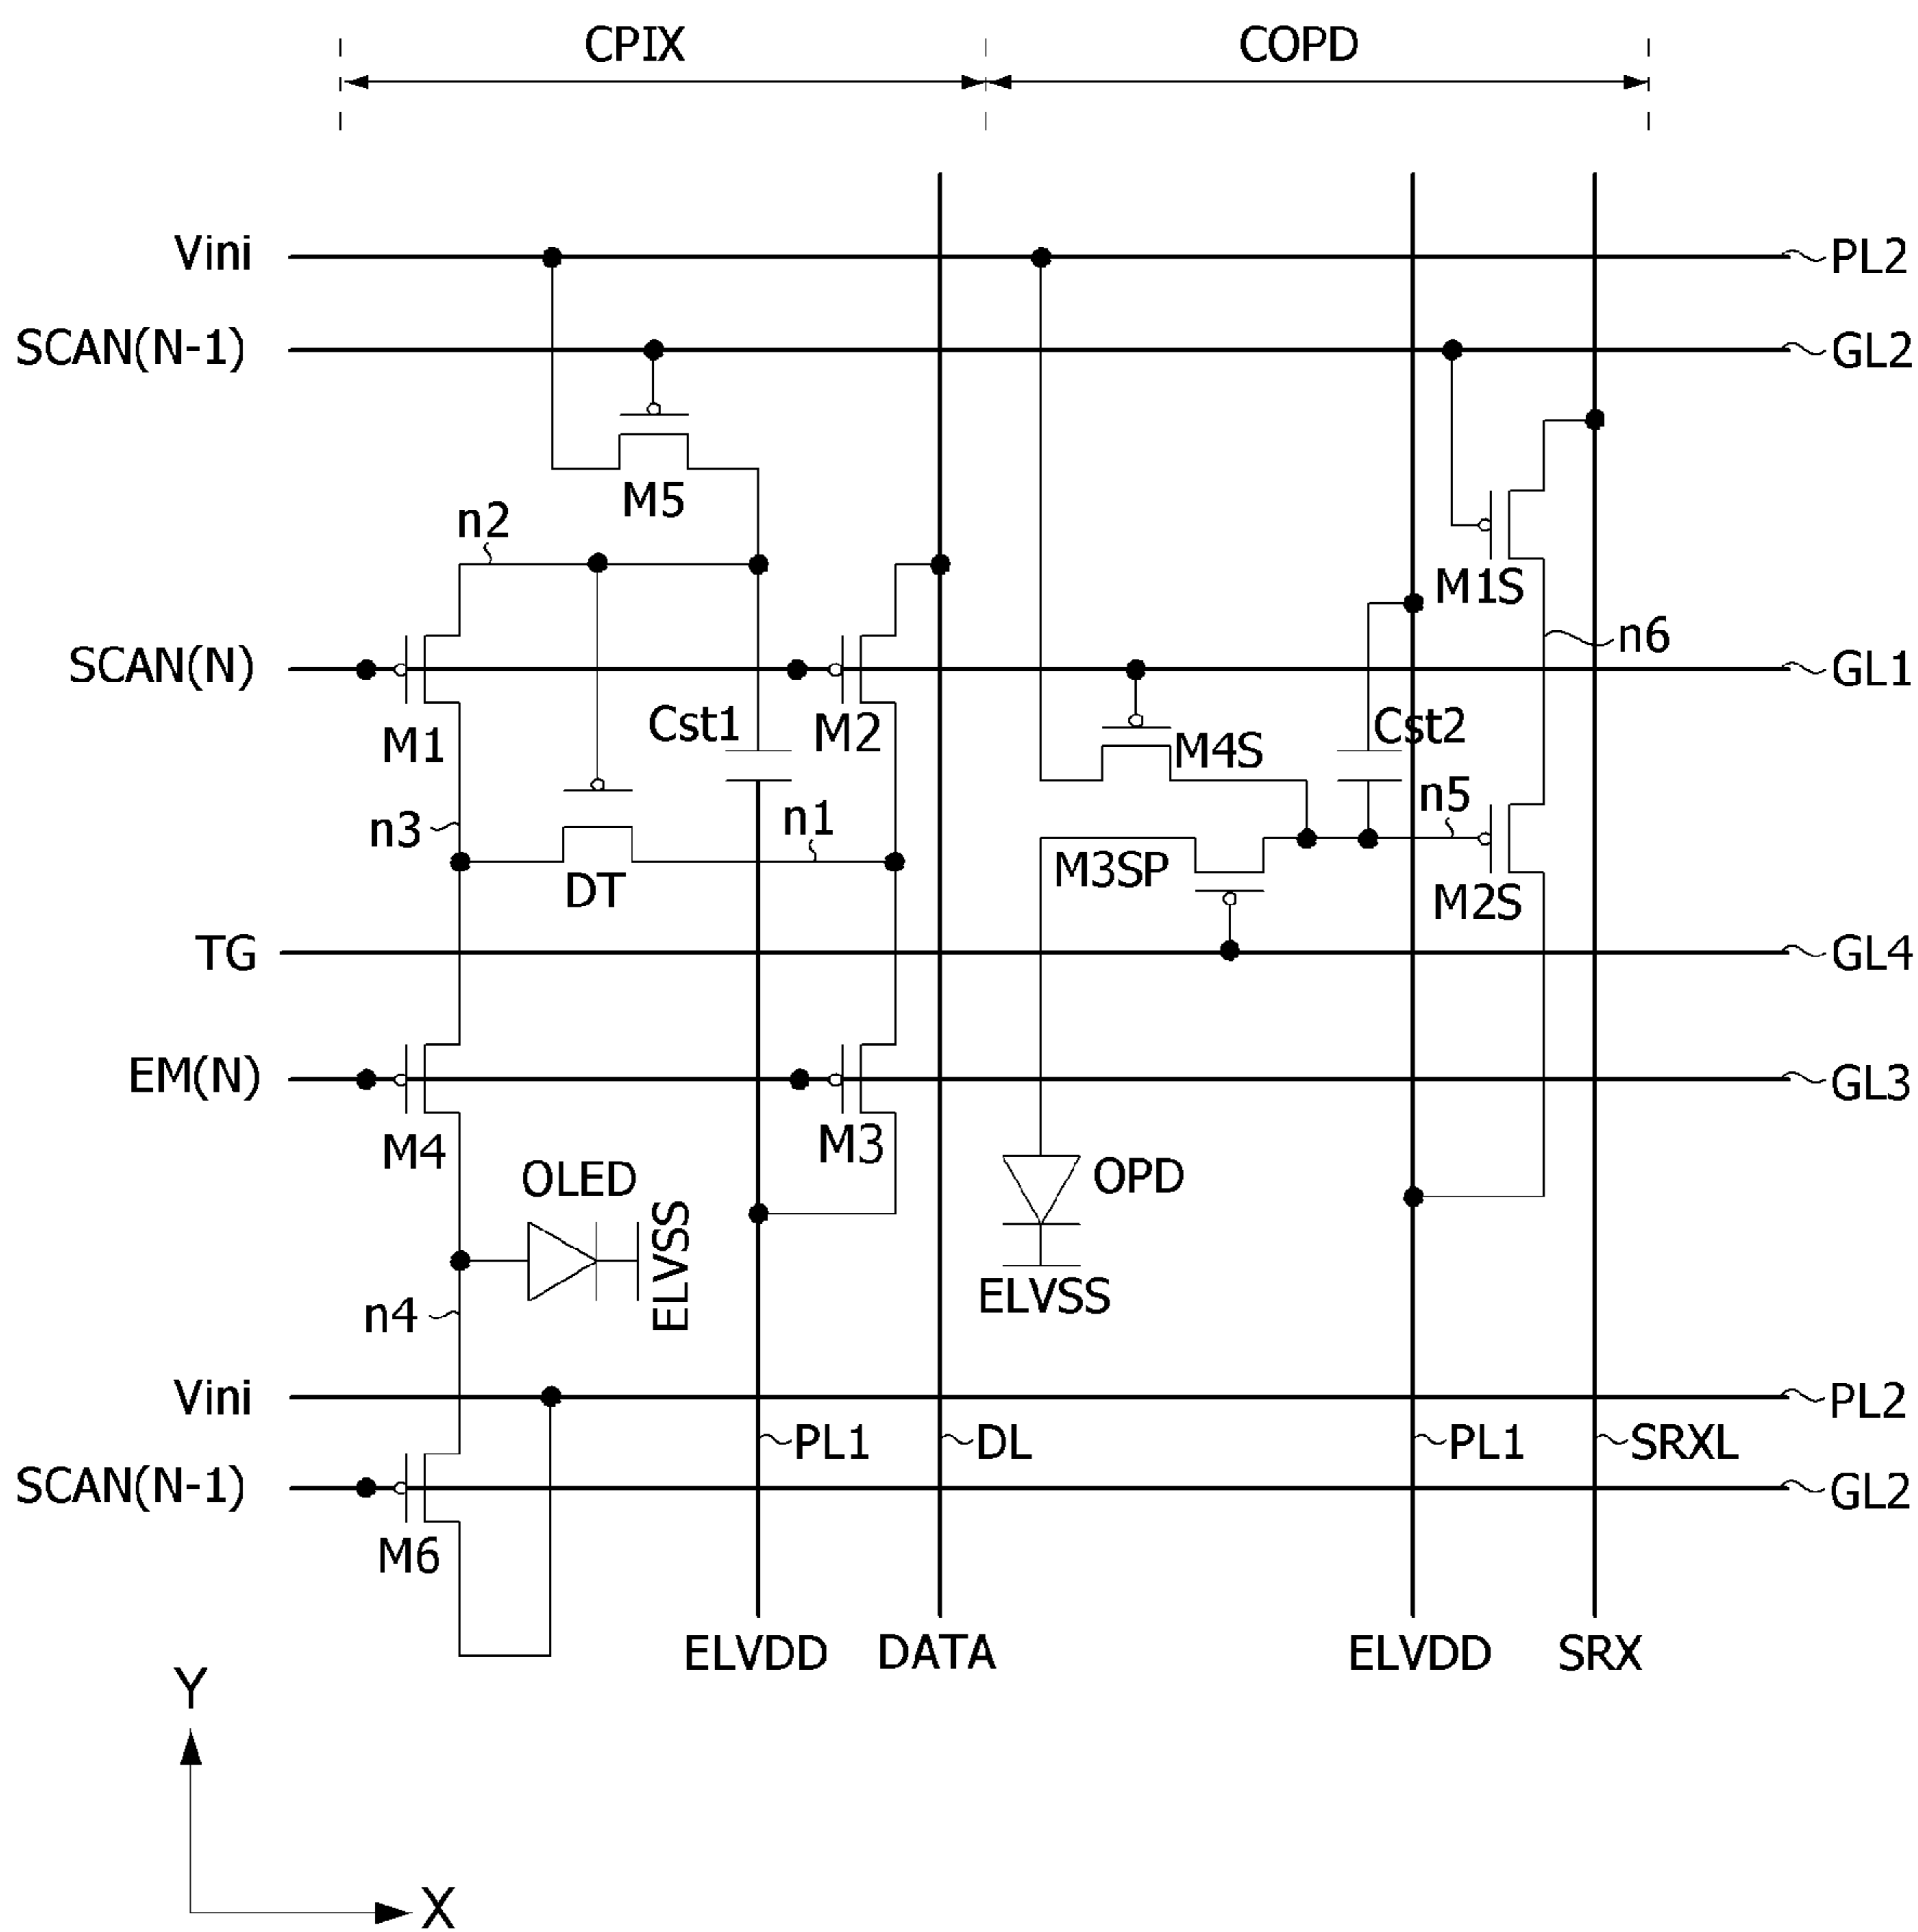 CPIX COPD
Vini PL2
SCAN(N-1) GL2
M5
n2
M1S
n6
SCAN(N) GL1
M1 Cst1 M2 M4S Cst2
n3 n1 n5
DT M3SP M2S
TG GL4
EM(N) GL3
M4 M3
OLED ELVSS OPD
ELVSS
n4
Vini PL2
PL1 DL PL1 SRXL
SCAN(N-1) GL2
M6
ELVDD DATA ELVDD SRX
Y
X